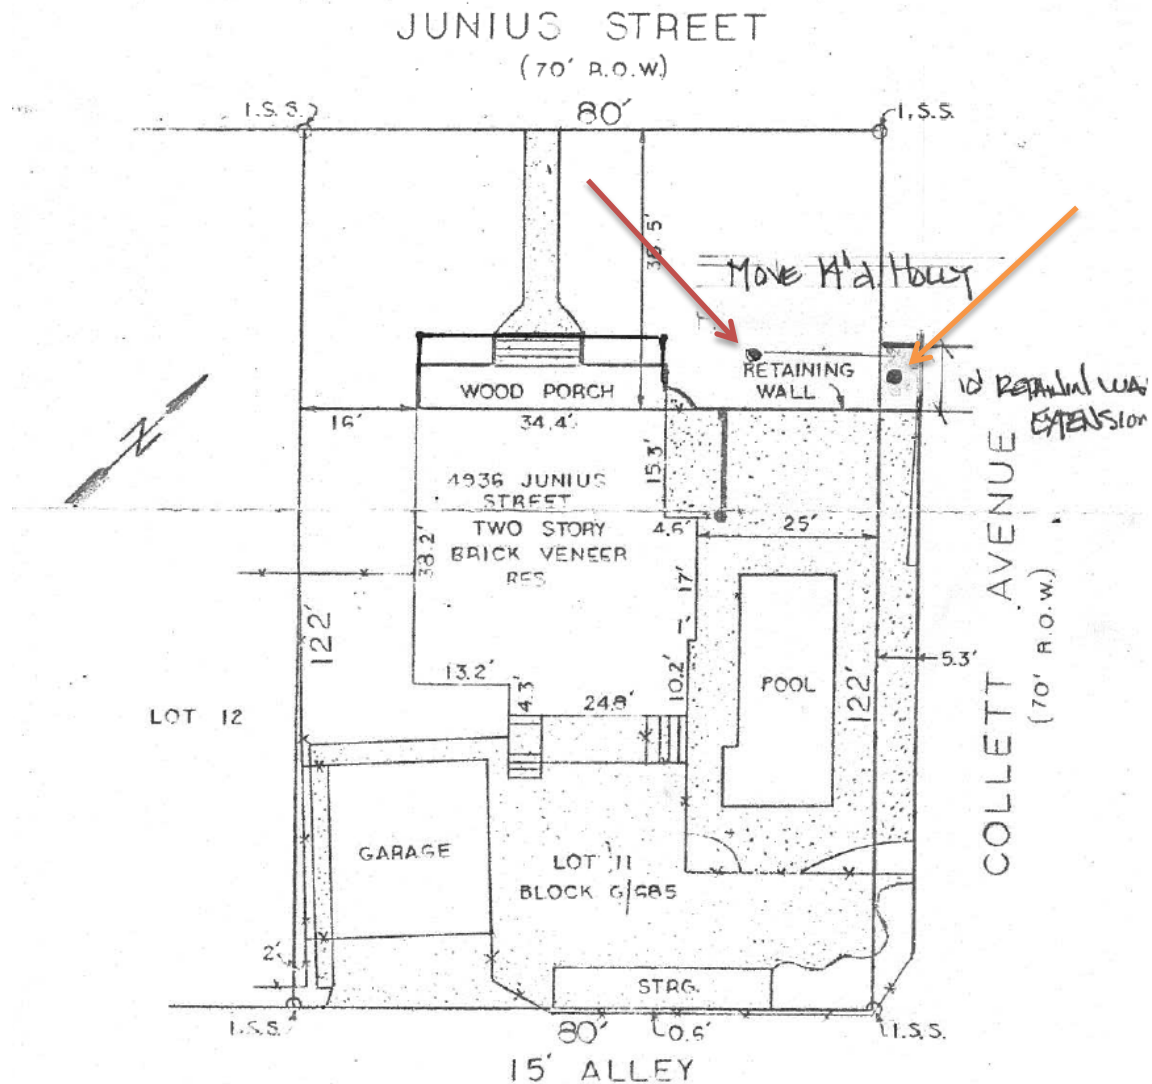 JUNIUS STREET
(70' R.O.W.)
I.S.S.
80'
I.S.S.
36.5'
MOVE 14"d. HOLLY
RETAINING
WALL
10' RETAININ WA
EXTENSION
WOOD PORCH
16'
34.4'
N
15.3'
4936 JUNIUS
STREET
TWO STORY
BRICK VENEER
RES
4.6'
25'
38.2'
17'
122'
13.2'
4.3'
24.8'
10.2'
POOL
122'
5.3'
COLLETT AVENUE
(70' R.O.W.)
LOT 12
GARAGE
LOT 11
BLOCK G/685
2'
STRG.
I.S.S.
80'
0.6'
I.S.S.
15' ALLEY